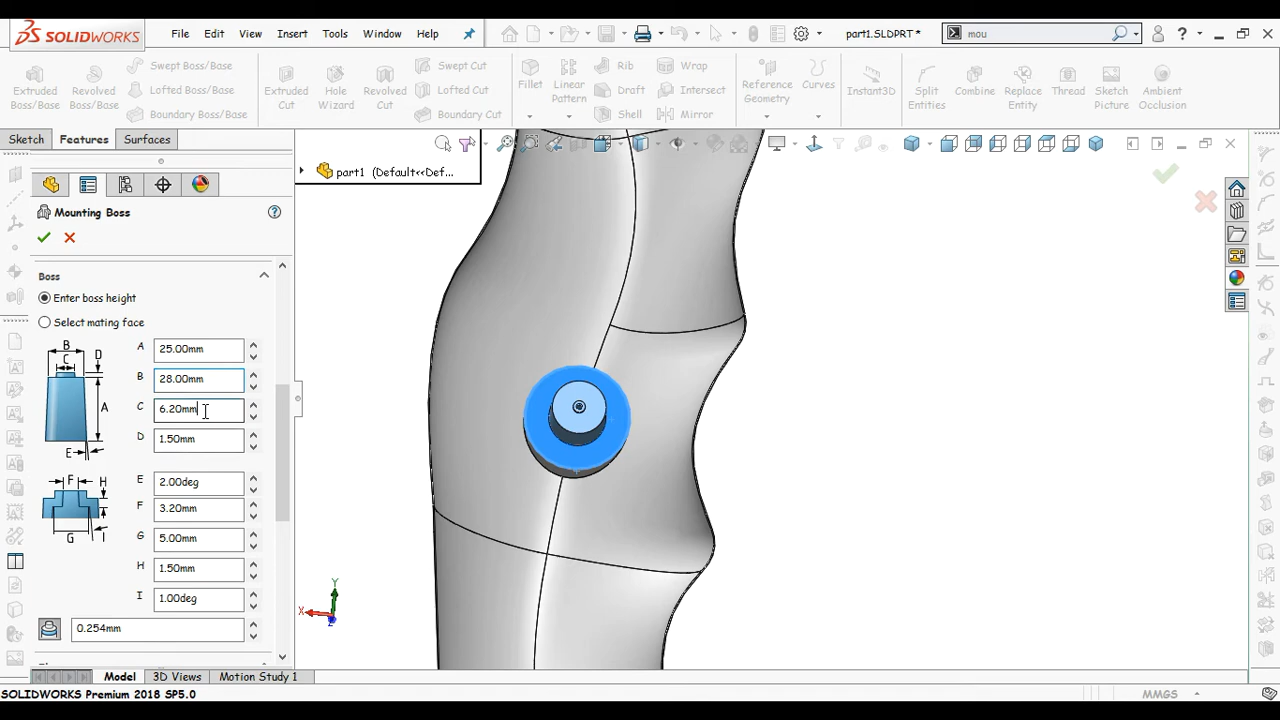 SOLIDWORKS File Edit View Insert Tools Window Help part1.SLDPRT * mou ?
Extruded Boss/Base
Revolved Boss/Base
Swept Boss/Base
Lofted Boss/Base
Boundary Boss/Base
Extruded Cut
Hole Wizard
Revolved Cut
Swept Cut
Lofted Cut
Boundary Cut
Fillet
Linear Pattern
Rib
Draft
Shell
Wrap
Intersect
Mirror
Reference Geometry
Curves
Instant3D
Split Entities
Combine
Replace Entity
Thread
Sketch Picture
Ambient Occlusion
Sketch Features Surfaces
part1 (Default<<Def...
Mounting Boss ?
Boss
Enter boss height
Select mating face
B
C D
A
E
A 25.00mm
B 28.00mm
C 6.20mm
D 1.50mm
F H
G I
E 2.00deg
F 3.20mm
G 5.00mm
H 1.50mm
I 1.00deg
0.254mm
Y
X
Z
Model 3D Views Motion Study 1
SOLIDWORKS Premium 2018 SP5.0 MMGS